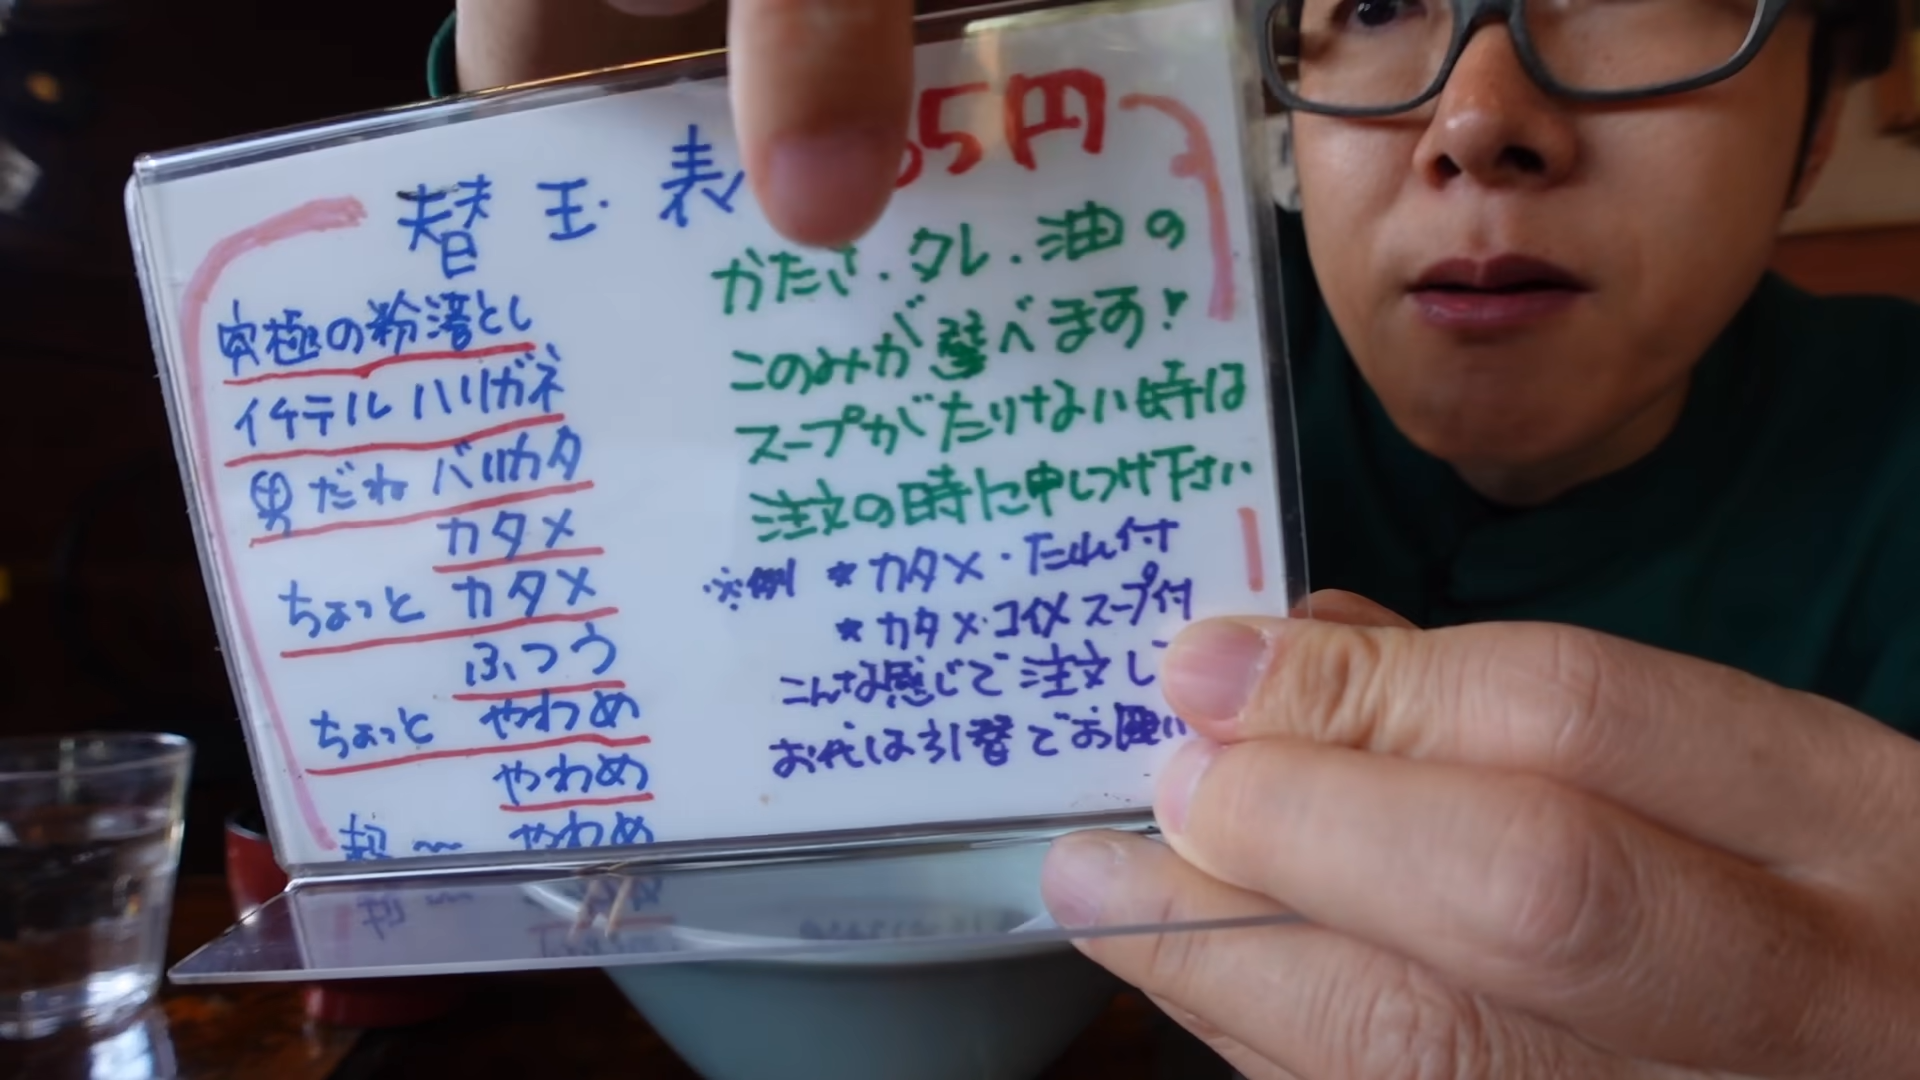 替玉表
5円
究極の粉落とし
イケテルハリガネ
男だねバリカタ
カタメ
ちょっとカタメ
ふつう
ちょっとやわめ
やわめ
超〜やわめ
かたさ・タレ・油の
このみが選べます!
スープがたりない時は
注文の時に申しつけ下さい
※例 *カタメ・たれ付
*カタメ・コイメスープ付
こんな感じで注文し
お代は引替でお願い